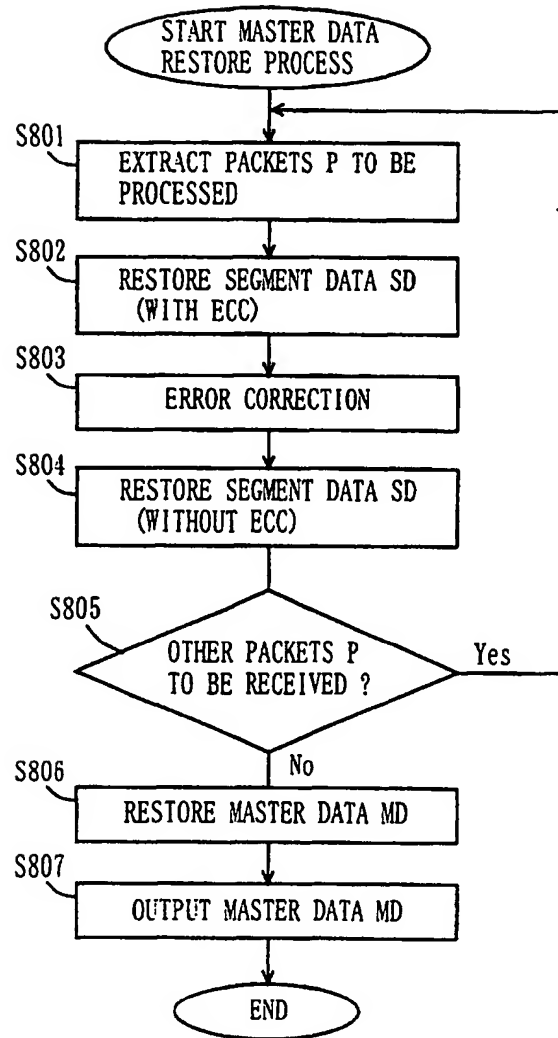 START MASTER DATA
RESTORE PROCESS
S801
EXTRACT PACKETS P TO BE
PROCESSED
S802
RESTORE SEGMENT DATA SD
(WITH ECC)
S803
ERROR CORRECTION
S804
RESTORE SEGMENT DATA SD
(WITHOUT ECC)
S805
OTHER PACKETS P
TO BE RECEIVED ?
Yes
No
S806
RESTORE MASTER DATA MD
S807
OUTPUT MASTER DATA MD
END